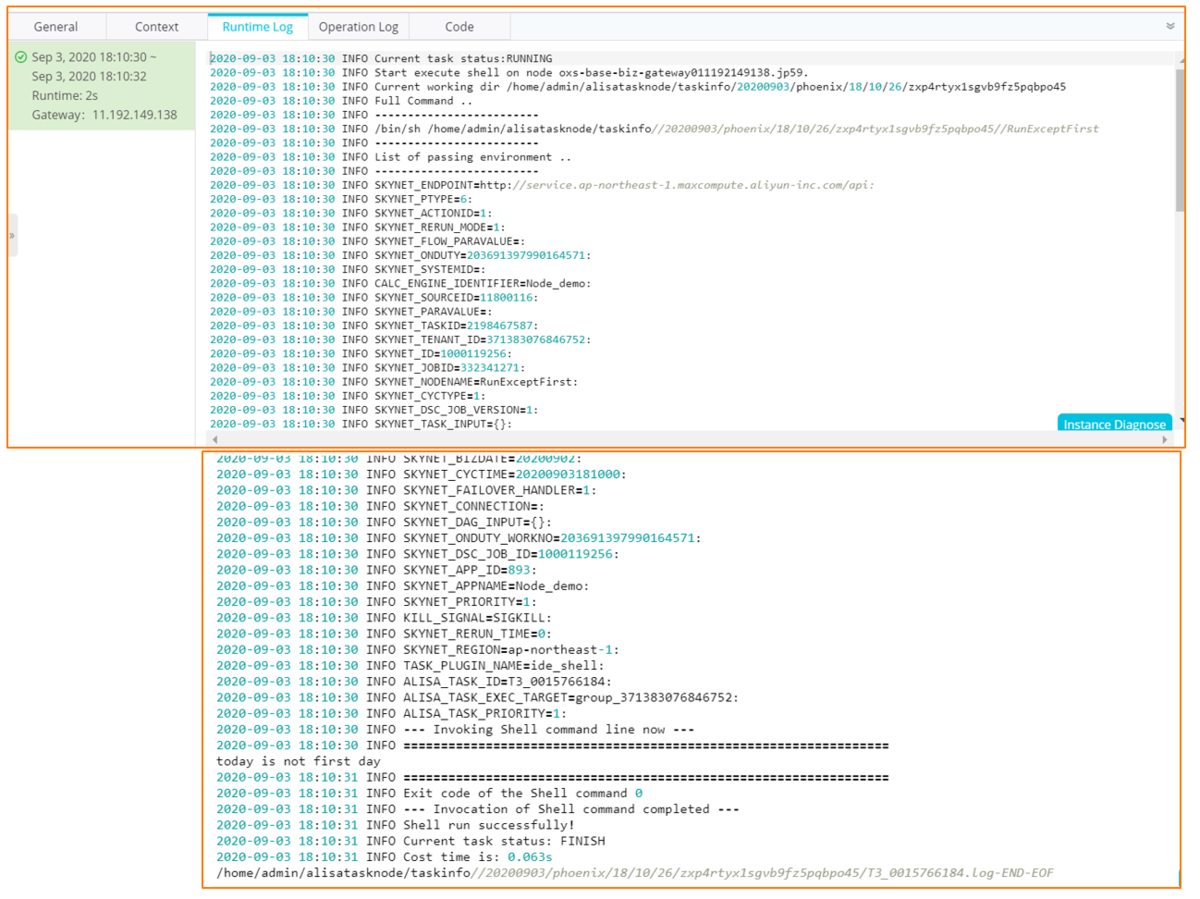 General Context Runtime Log Operation Log Code
Sep 3, 2020 18:10:30 ~
Sep 3, 2020 18:10:32
Runtime: 2s
Gateway: 11.192.149.138
2020-09-03 18:10:30 INFO Current task status:RUNNING
2020-09-03 18:10:30 INFO Start execute shell on node oxs-base-biz-gateway011192149138.jp59.
2020-09-03 18:10:30 INFO Current working dir /home/admin/alisatasknode/taskinfo/20200903/phoenix/18/10/26/zxp4rtyx1sgvb9fz5pqbpo45
2020-09-03 18:10:30 INFO Full Command ..
2020-09-03 18:10:30 INFO -------------------------
2020-09-03 18:10:30 INFO /bin/sh /home/admin/alisatasknode/taskinfo//20200903/phoenix/18/10/26/zxp4rtyx1sgvb9fz5pqbpo45//RunExceptFirst
2020-09-03 18:10:30 INFO -------------------------
2020-09-03 18:10:30 INFO List of passing environment ..
2020-09-03 18:10:30 INFO -------------------------
2020-09-03 18:10:30 INFO SKYNET_ENDPOINT=http://service.ap-northeast-1.maxcompute.aliyun-inc.com/api:
2020-09-03 18:10:30 INFO SKYNET_PTYPE=6:
2020-09-03 18:10:30 INFO SKYNET_ACTIONID=1:
2020-09-03 18:10:30 INFO SKYNET_RERUN_MODE=1:
2020-09-03 18:10:30 INFO SKYNET_FLOW_PARAVALUE=:
2020-09-03 18:10:30 INFO SKYNET_ONDUTY=203691397990164571:
2020-09-03 18:10:30 INFO SKYNET_SYSTEMID=:
2020-09-03 18:10:30 INFO CALC_ENGINE_IDENTIFIER=Node_demo:
2020-09-03 18:10:30 INFO SKYNET_SOURCEID=11800116:
2020-09-03 18:10:30 INFO SKYNET_PARAVALUE=:
2020-09-03 18:10:30 INFO SKYNET_TASKID=2198467587:
2020-09-03 18:10:30 INFO SKYNET_TENANT_ID=371383076846752:
2020-09-03 18:10:30 INFO SKYNET_ID=1000119256:
2020-09-03 18:10:30 INFO SKYNET_JOBID=332341271:
2020-09-03 18:10:30 INFO SKYNET_NODENAME=RunExceptFirst:
2020-09-03 18:10:30 INFO SKYNET_CYCTYPE=1:
2020-09-03 18:10:30 INFO SKYNET_DSC_JOB_VERSION=1:
2020-09-03 18:10:30 INFO SKYNET_TASK_INPUT={}:
Instance Diagnose
2020-09-03 18:10:30 INFO SKYNET_BIZDATE=20200902:
2020-09-03 18:10:30 INFO SKYNET_CYCTIME=20200903181000:
2020-09-03 18:10:30 INFO SKYNET_FAILOVER_HANDLER=1:
2020-09-03 18:10:30 INFO SKYNET_CONNECTION=:
2020-09-03 18:10:30 INFO SKYNET_DAG_INPUT={}:
2020-09-03 18:10:30 INFO SKYNET_ONDUTY_WORKNO=203691397990164571:
2020-09-03 18:10:30 INFO SKYNET_DSC_JOB_ID=1000119256:
2020-09-03 18:10:30 INFO SKYNET_APP_ID=893:
2020-09-03 18:10:30 INFO SKYNET_APPNAME=Node_demo:
2020-09-03 18:10:30 INFO SKYNET_PRIORITY=1:
2020-09-03 18:10:30 INFO KILL_SIGNAL=SIGKILL:
2020-09-03 18:10:30 INFO SKYNET_RERUN_TIME=0:
2020-09-03 18:10:30 INFO SKYNET_REGION=ap-northeast-1:
2020-09-03 18:10:30 INFO TASK_PLUGIN_NAME=ide_shell:
2020-09-03 18:10:30 INFO ALISA_TASK_ID=T3_0015766184:
2020-09-03 18:10:30 INFO ALISA_TASK_EXEC_TARGET=group_371383076846752:
2020-09-03 18:10:30 INFO ALISA_TASK_PRIORITY=1:
2020-09-03 18:10:30 INFO --- Invoking Shell command line now ---
2020-09-03 18:10:30 INFO =================================================================
today is not first day
2020-09-03 18:10:31 INFO =================================================================
2020-09-03 18:10:31 INFO Exit code of the Shell command 0
2020-09-03 18:10:31 INFO --- Invocation of Shell command completed ---
2020-09-03 18:10:31 INFO Shell run successfully!
2020-09-03 18:10:31 INFO Current task status: FINISH
2020-09-03 18:10:31 INFO Cost time is: 0.063s
/home/admin/alisatasknode/taskinfo//20200903/phoenix/18/10/26/zxp4rtyx1sgvb9fz5pqbpo45/T3_0015766184.log-END-EOF